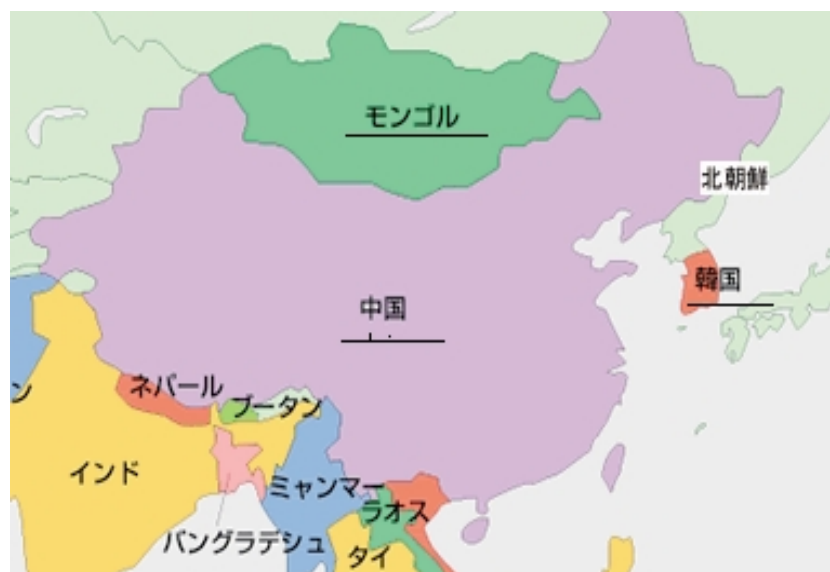 モンゴル
北朝鮮
韓国
中国
ン
ネパール
ブータン
インド
ミャンマー
ラオス
バングラデシュ
タイ